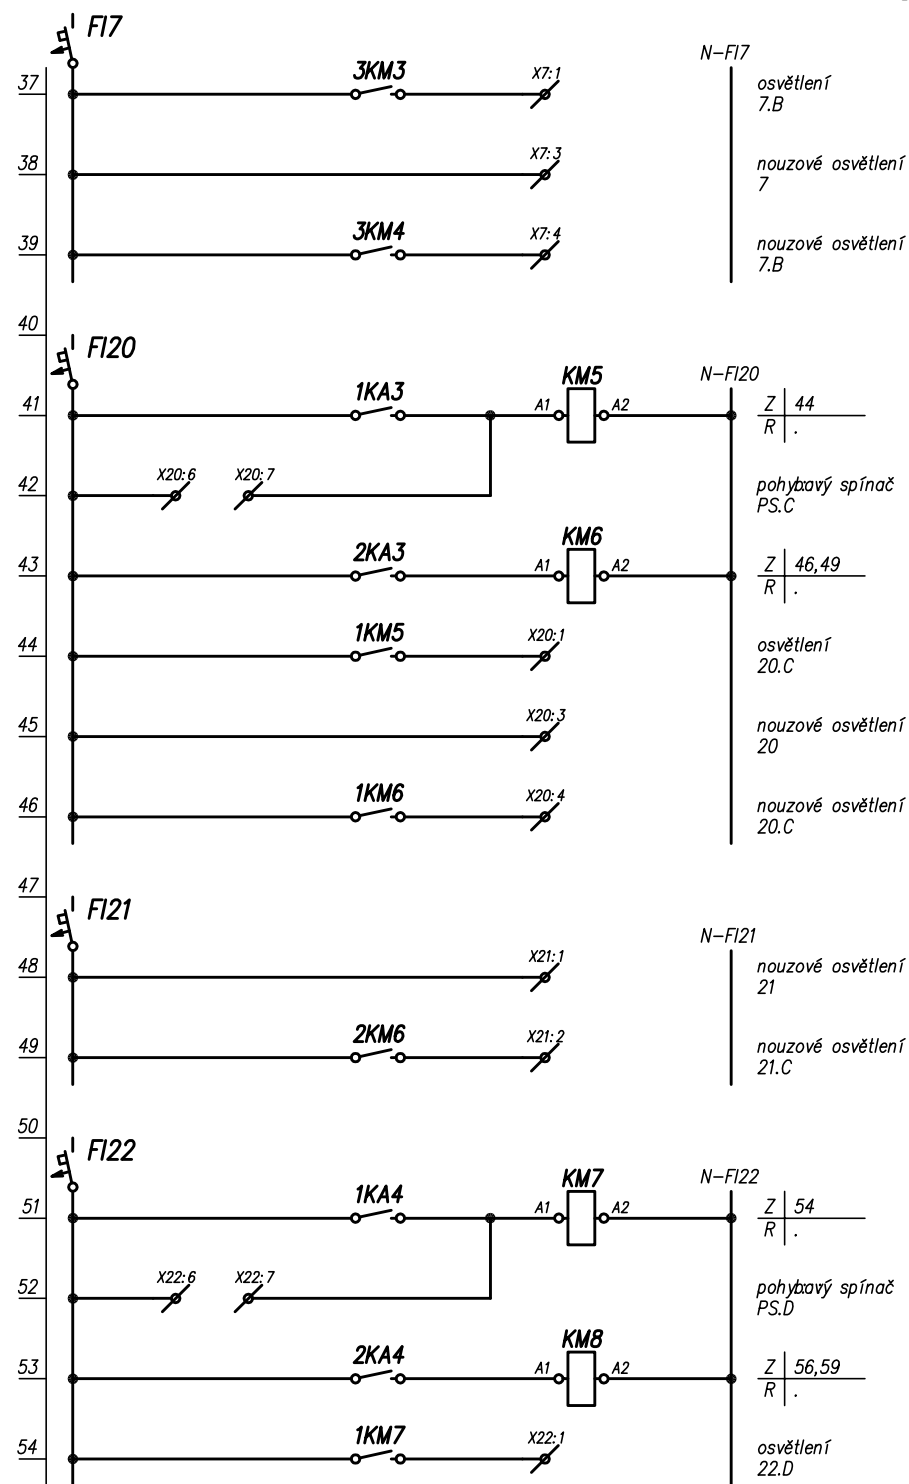 FI7
N-FI7
37
3KM3
X7:1
osvětlení
7.B
38
X7:3
nouzové osvětlení
7
39
3KM4
X7:4
nouzové osvětlení
7.B
40
FI20
N-FI20
41
1KA3
A1
KM5
A2
Z 44
R .
42
X20:6
X20:7
pohybavý spínač
PS.C
43
2KA3
A1
KM6
A2
Z 46,49
R .
44
1KM5
X20:1
osvětlení
20.C
45
X20:3
nouzové osvětlení
20
46
1KM6
X20:4
nouzové osvětlení
20.C
47
FI21
N-FI21
48
X21:1
nouzové osvětlení
21
49
2KM6
X21:2
nouzové osvětlení
21.C
50
FI22
N-FI22
51
1KA4
A1
KM7
A2
Z 54
R .
52
X22:6
X22:7
pohybavý spínač
PS.D
53
2KA4
A1
KM8
A2
Z 56,59
R .
54
1KM7
X22:1
osvětlení
22.D